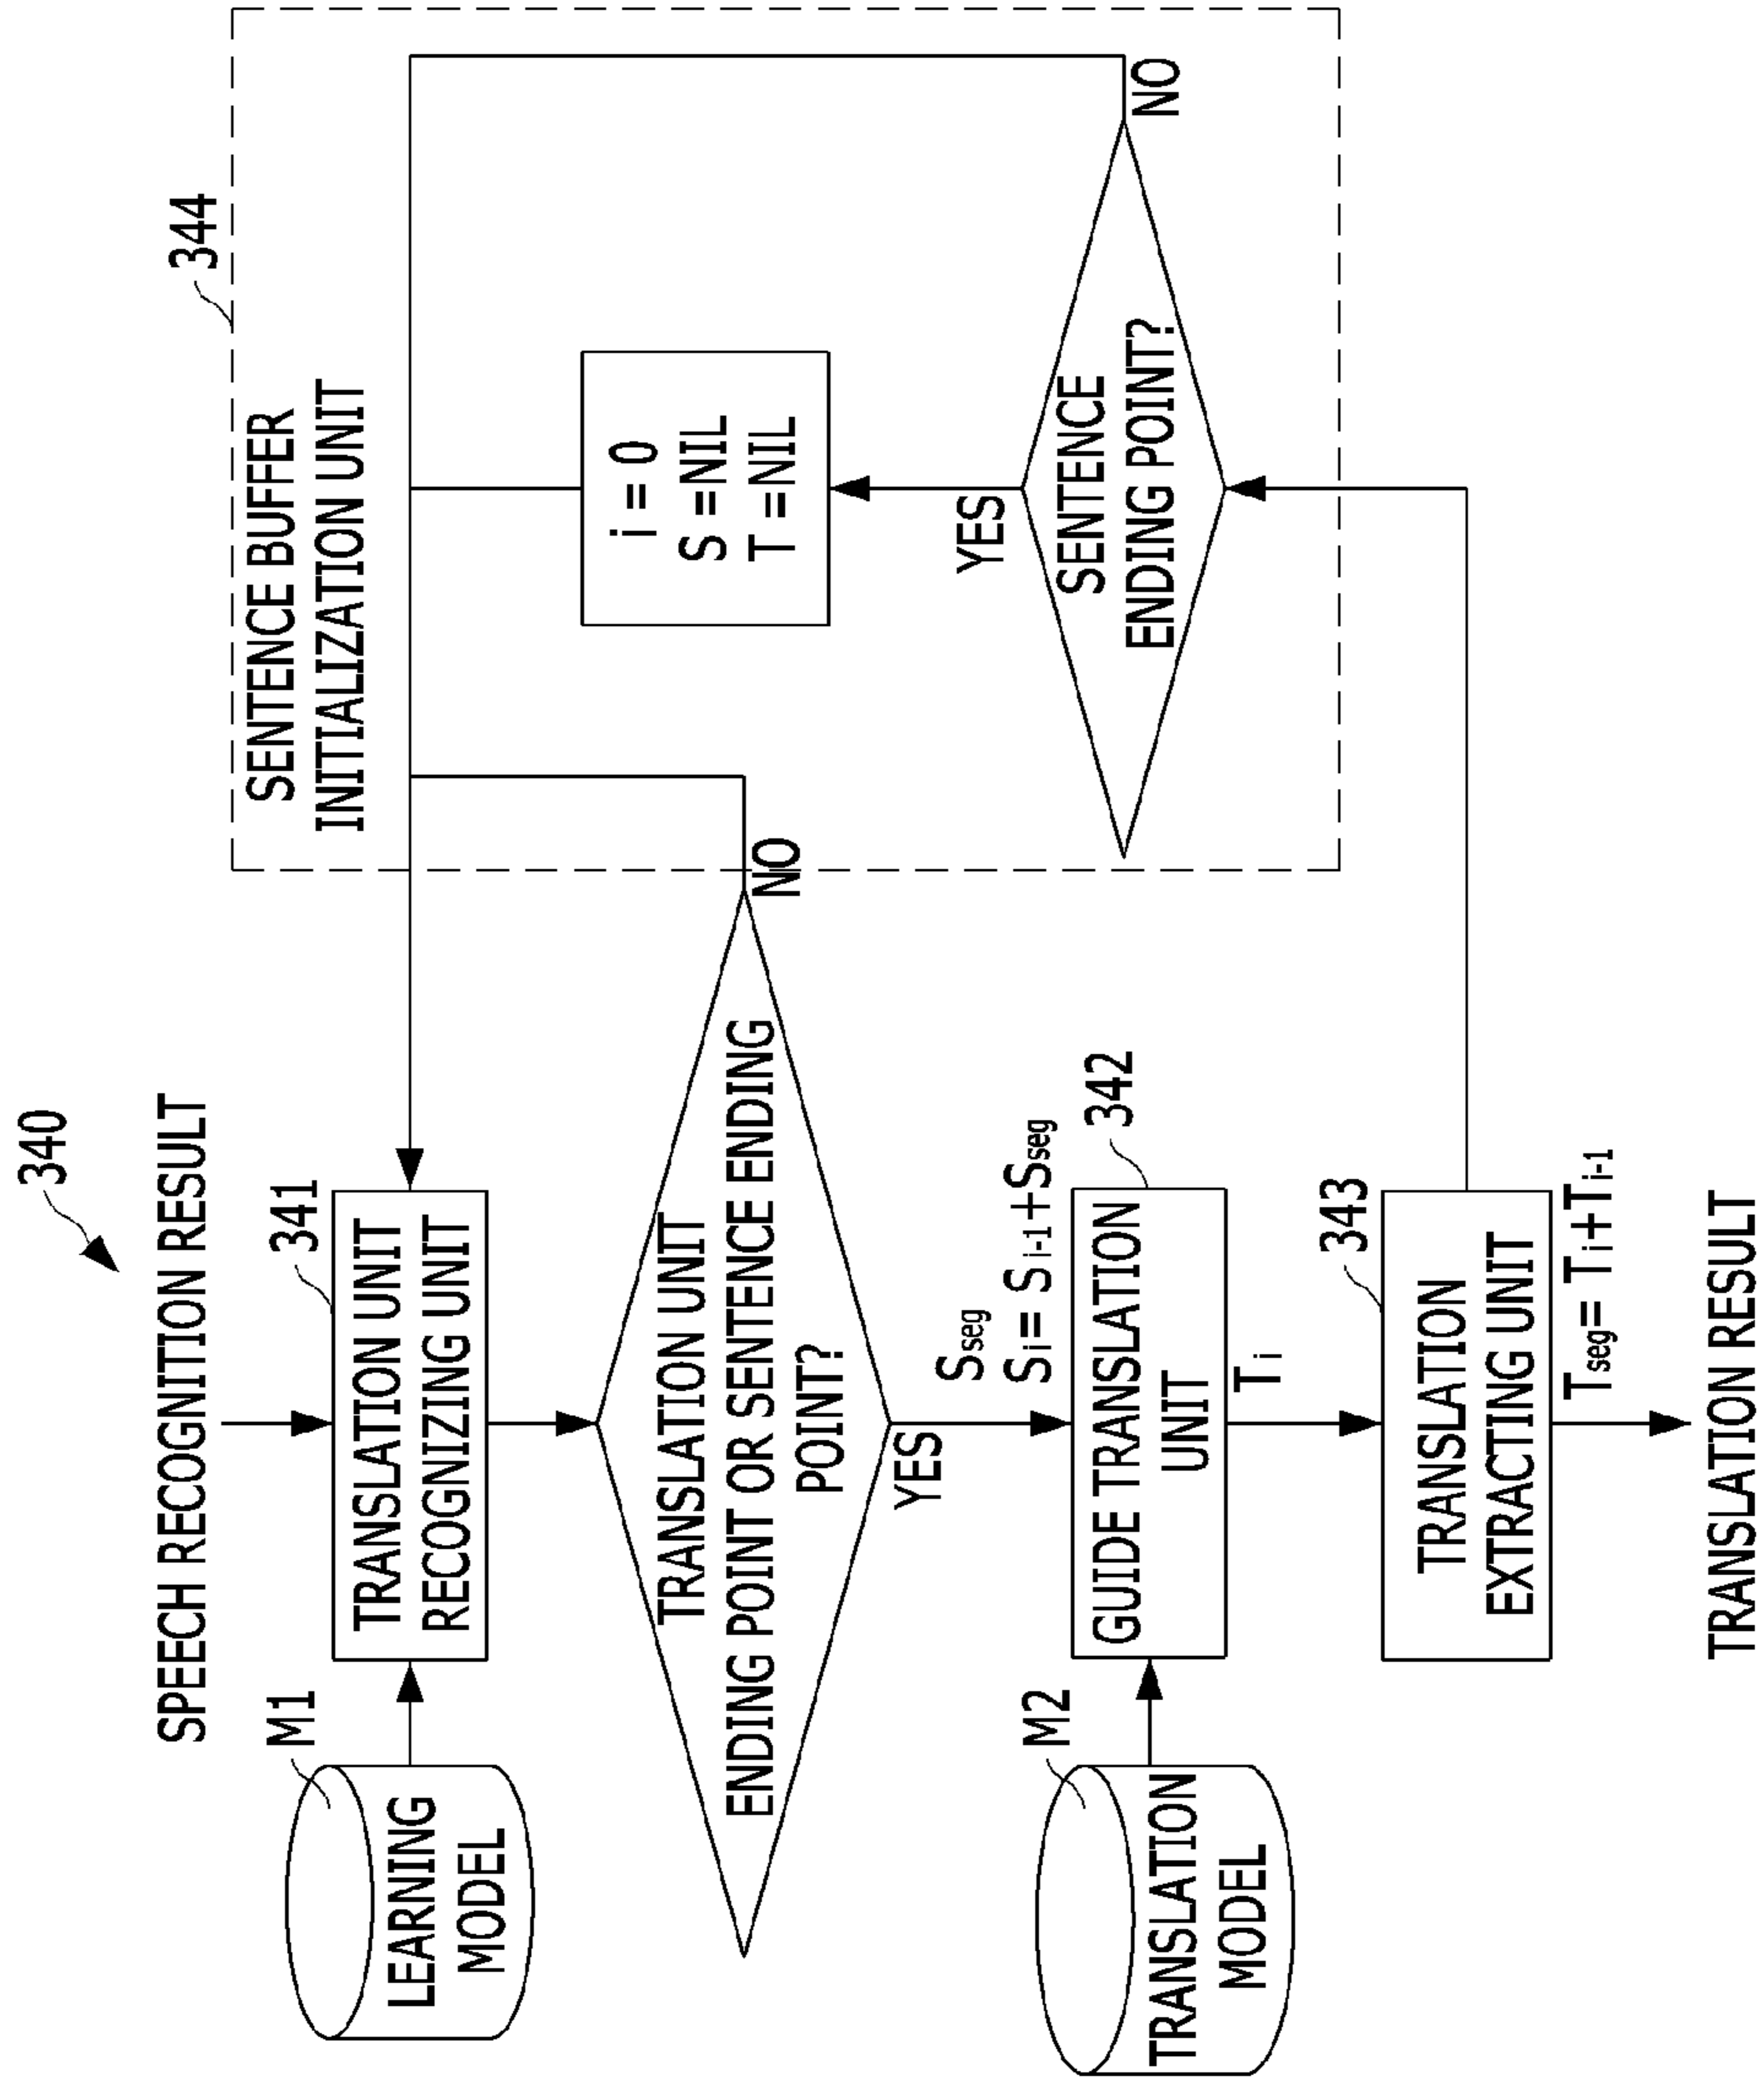 340
SPEECH RECOGNITION RESULT
344
SENTENCE BUFFER
INITIALIZATION UNIT
M1
341
LEARNING
MODEL
TRANSLATION UNIT
RECOGNIZING UNIT
i = 0
S =NIL
T =NIL
TRANSLATION UNIT
ENDING POINT OR SENTENCE ENDING
POINT?
NO
YES
YES
SENTENCE
ENDING POINT?
NO
Sseg
Si= Si-1+Sseg
M2
342
TRANSLATION
MODEL
GUIDE TRANSLATION
UNIT
Ti
343
TRANSLATION
EXTRACTING UNIT
Tseg= Ti+Ti-1
TRANSLATION RESULT